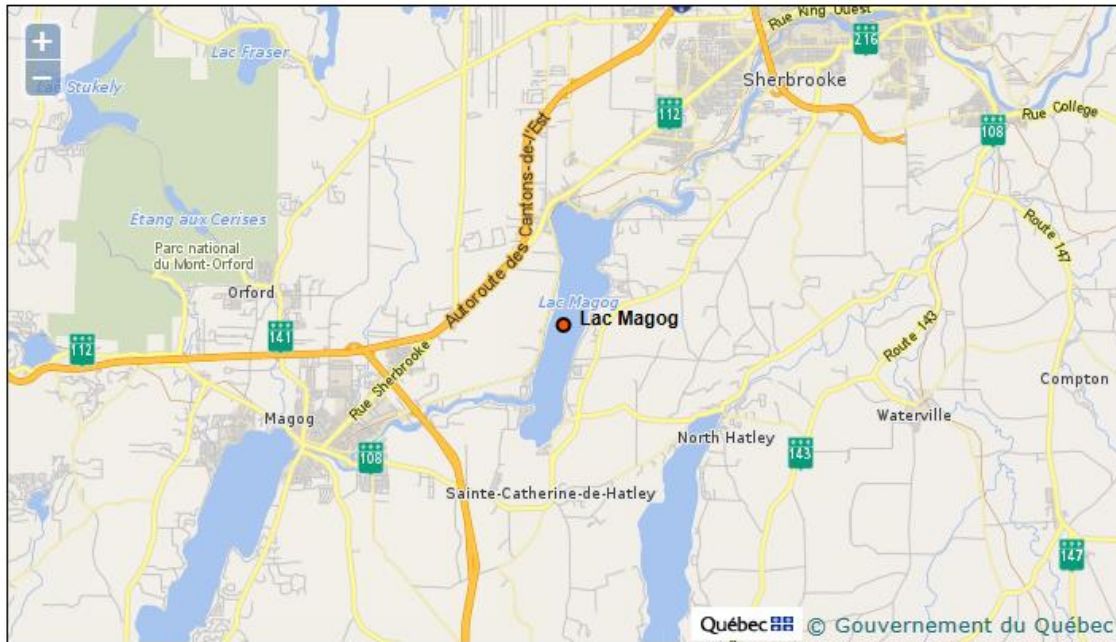 +
−
Lac Stukely
Lac Fraser
Rue King Ouest
216
Sherbrooke
112
Rue College
108
Autoroute des Cantons-de-l'Est
Étang aux Cerises
Parc national
du Mont-Orford
Orford
Route 147
Lac Magog
Lac Magog
112
141
Rue Sherbrooke
Route 143
Compton
Magog
Waterville
North Hatley
108
143
Sainte-Catherine-de-Hatley
147
Québec
© Gouvernement du Québec